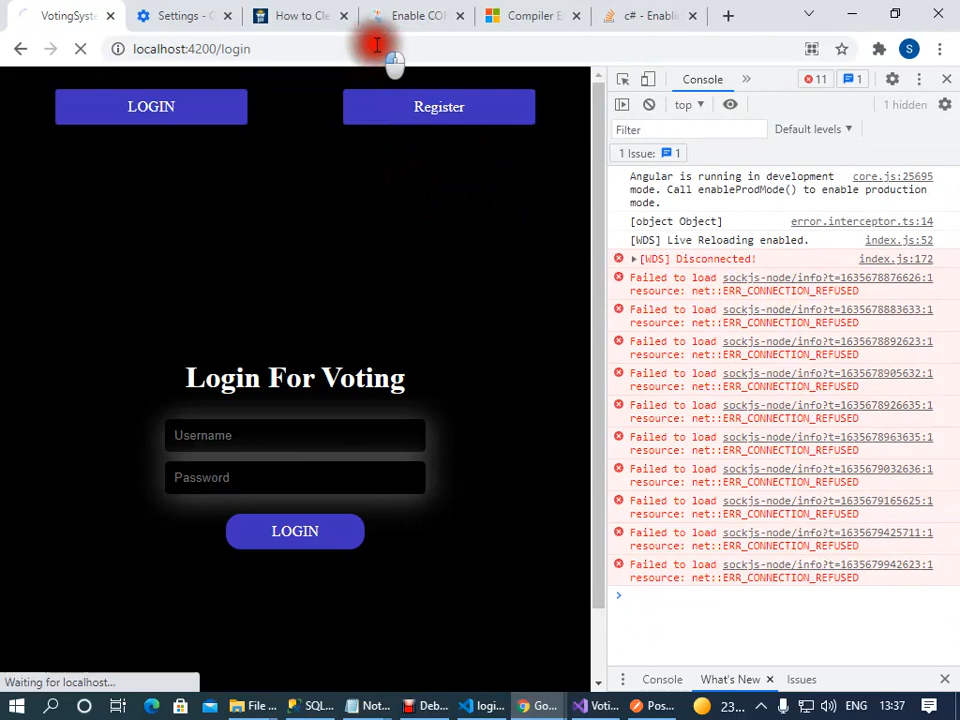 VotingSyste
Settings - C
How to Cle
Enable COR
Compiler E
c# - Enablin
localhost:4200/login
S
LOGIN
Register
Login For Voting
Username
Password
LOGIN
Waiting for localhost...
Console
11
1
top
1 hidden
Filter
Default levels
1 Issue: 1
Angular is running in development core.js:25695
mode. Call enableProdMode() to enable production
mode.
[object Object] error.interceptor.ts:14
[WDS] Live Reloading enabled. index.js:52
[WDS] Disconnected! index.js:172
Failed to load sockjs-node/info?t=1635678876626:1
resource: net::ERR_CONNECTION_REFUSED
Failed to load sockjs-node/info?t=1635678883633:1
resource: net::ERR_CONNECTION_REFUSED
Failed to load sockjs-node/info?t=1635678892623:1
resource: net::ERR_CONNECTION_REFUSED
Failed to load sockjs-node/info?t=1635678905632:1
resource: net::ERR_CONNECTION_REFUSED
Failed to load sockjs-node/info?t=1635678926635:1
resource: net::ERR_CONNECTION_REFUSED
Failed to load sockjs-node/info?t=1635678963635:1
resource: net::ERR_CONNECTION_REFUSED
Failed to load sockjs-node/info?t=1635679032636:1
resource: net::ERR_CONNECTION_REFUSED
Failed to load sockjs-node/info?t=1635679165625:1
resource: net::ERR_CONNECTION_REFUSED
Failed to load sockjs-node/info?t=1635679425711:1
resource: net::ERR_CONNECTION_REFUSED
Failed to load sockjs-node/info?t=1635679942623:1
resource: net::ERR_CONNECTION_REFUSED
Console
What's New
Issues
File ...
SQL...
Not...
Deb...
logi...
Go...
Voti...
Pos...
23...
ENG
13:37